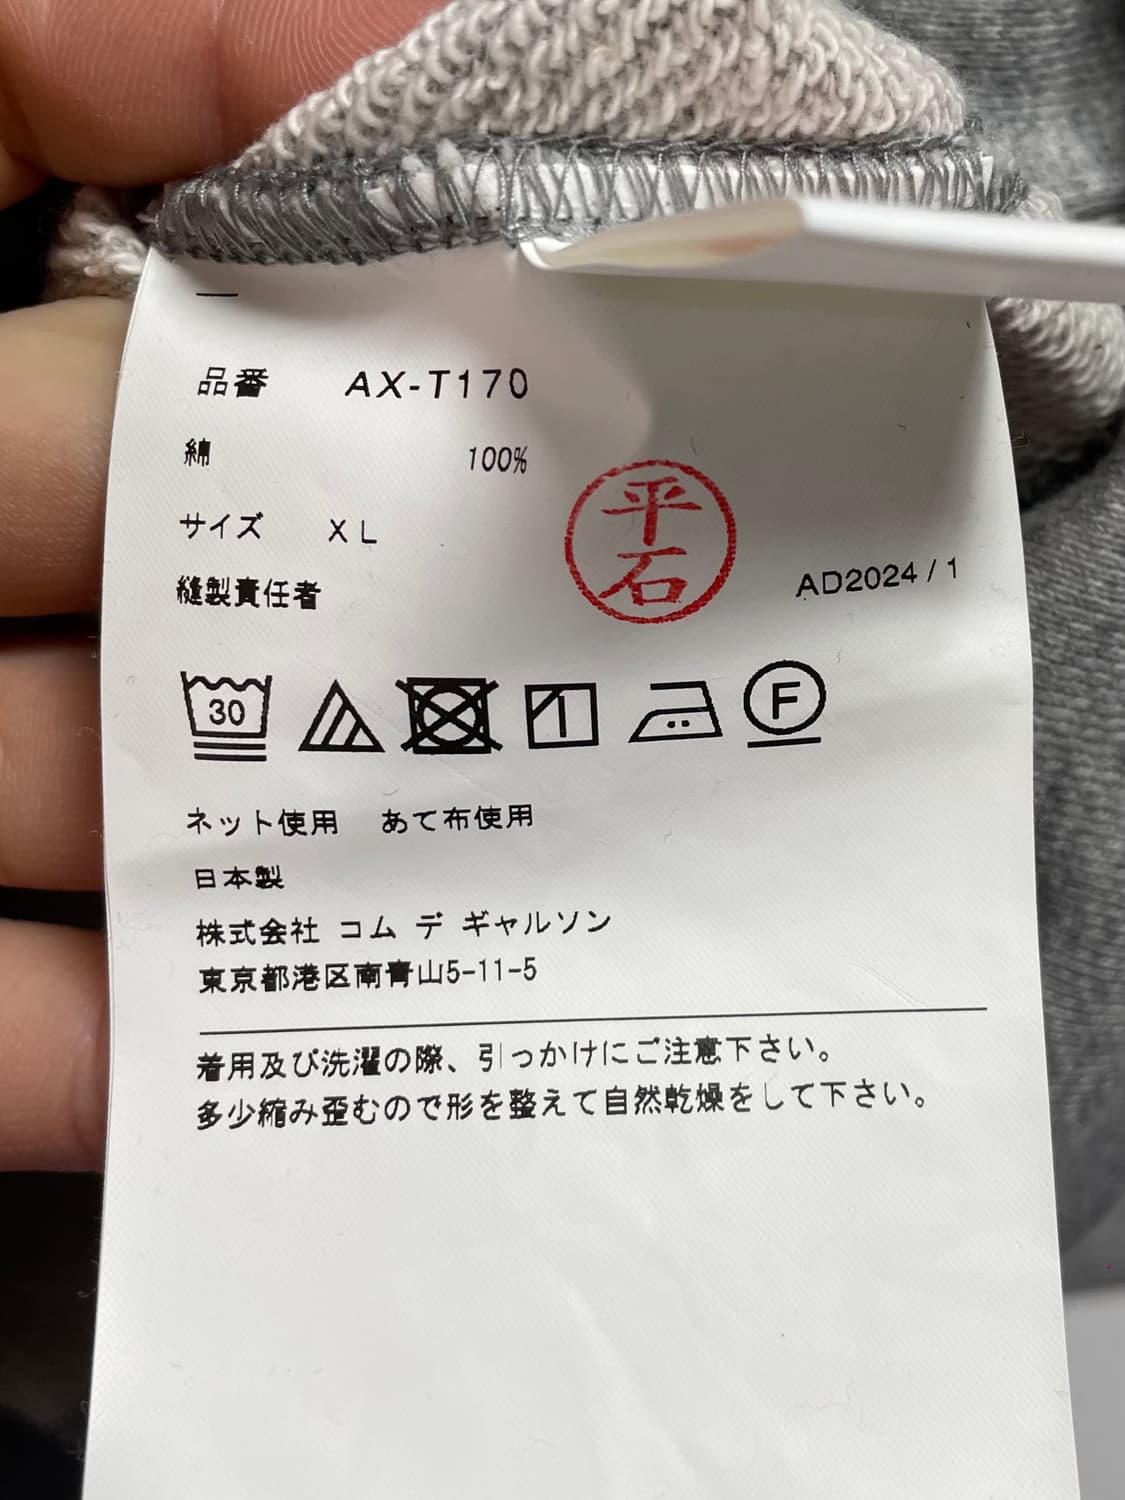 品番 AX-T170
綿 100%
サイズ XL
縫製責任者
平石
AD2024/1
30
F
ネット使用 あて布使用
日本製
株式会社 コム デ ギャルソン
東京都港区南青山5-11-5
着用及び洗濯の際、引っかけにご注意下さい。
多少縮み歪むので形を整えて自然乾燥をして下さい。